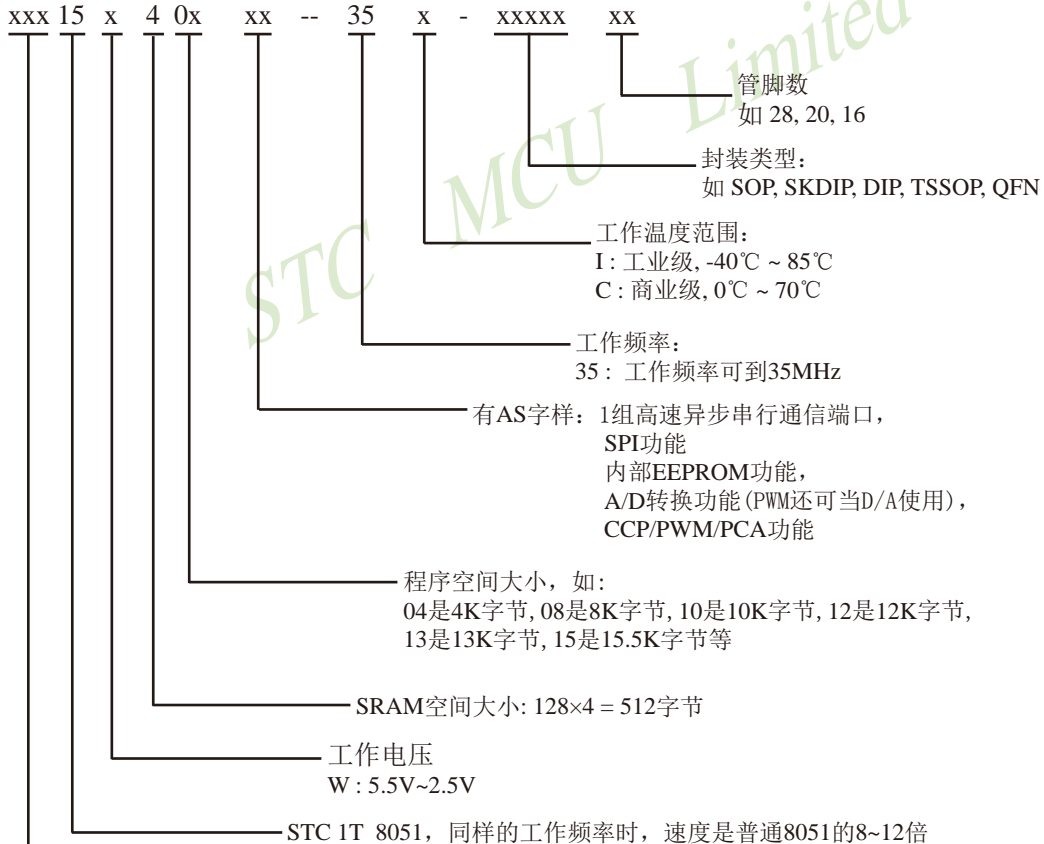 xxx 15 x 4 0x xx -- 35 x - xxxxx xx
管脚数
如 28, 20, 16
封装类型：
如 SOP, SKDIP, DIP, TSSOP, QFN
工作温度范围：
I : 工业级, -40℃ ~ 85℃
C : 商业级, 0℃ ~ 70℃
工作频率：
35 : 工作频率可到35MHz
有AS字样：1组高速异步串行通信端口，
SPI功能
内部EEPROM功能，
A/D转换功能(PWM还可当D/A使用)，
CCP/PWM/PCA功能
程序空间大小，如:
04是4K字节, 08是8K字节, 10是10K字节, 12是12K字节,
13是13K字节, 15是15.5K字节等
SRAM空间大小: 128×4 = 512字节
工作电压
W : 5.5V~2.5V
STC 1T 8051，同样的工作频率时，速度是普通8051的8~12倍
STC MCU Limited